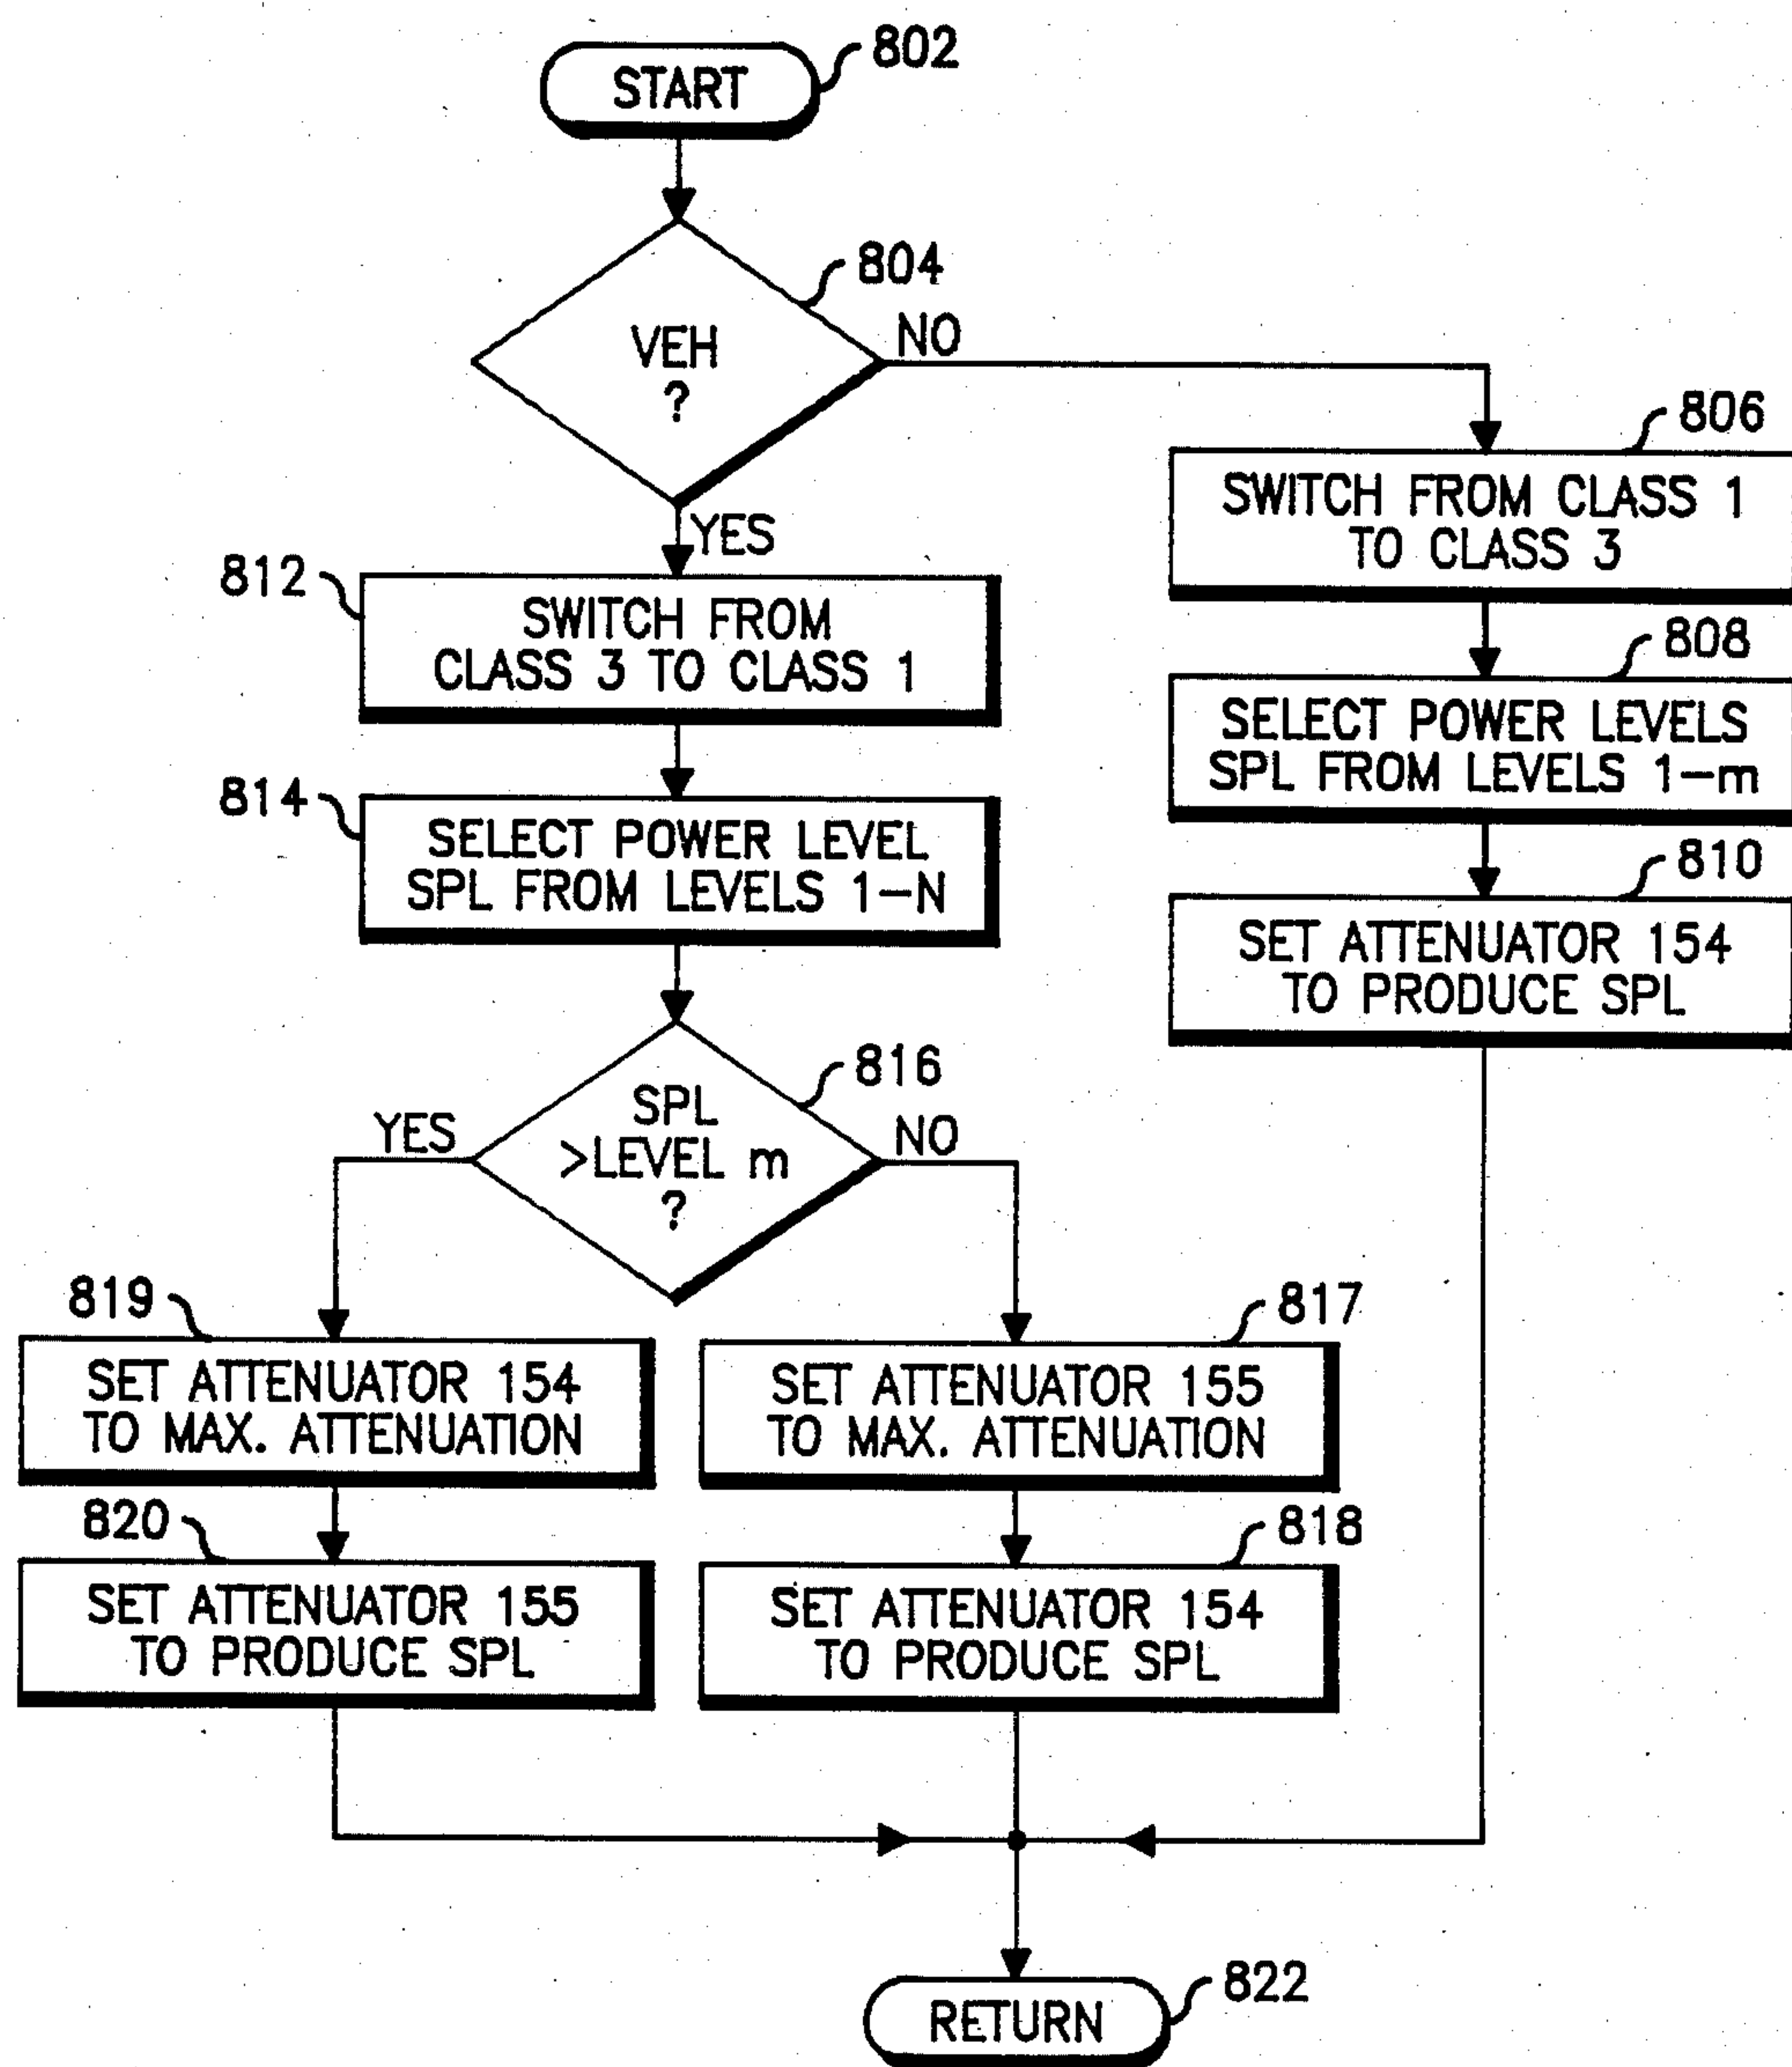 START
802
VEH
?
804
NO
YES
806
SWITCH FROM CLASS 1
TO CLASS 3
812
SWITCH FROM
CLASS 3 TO CLASS 1
808
SELECT POWER LEVELS
SPL FROM LEVELS 1-m
814
SELECT POWER LEVEL
SPL FROM LEVELS 1-N
810
SET ATTENUATOR 154
TO PRODUCE SPL
816
SPL
>LEVEL m
?
YES
NO
819
SET ATTENUATOR 154
TO MAX. ATTENUATION
817
SET ATTENUATOR 155
TO MAX. ATTENUATION
820
SET ATTENUATOR 155
TO PRODUCE SPL
818
SET ATTENUATOR 154
TO PRODUCE SPL
RETURN
822